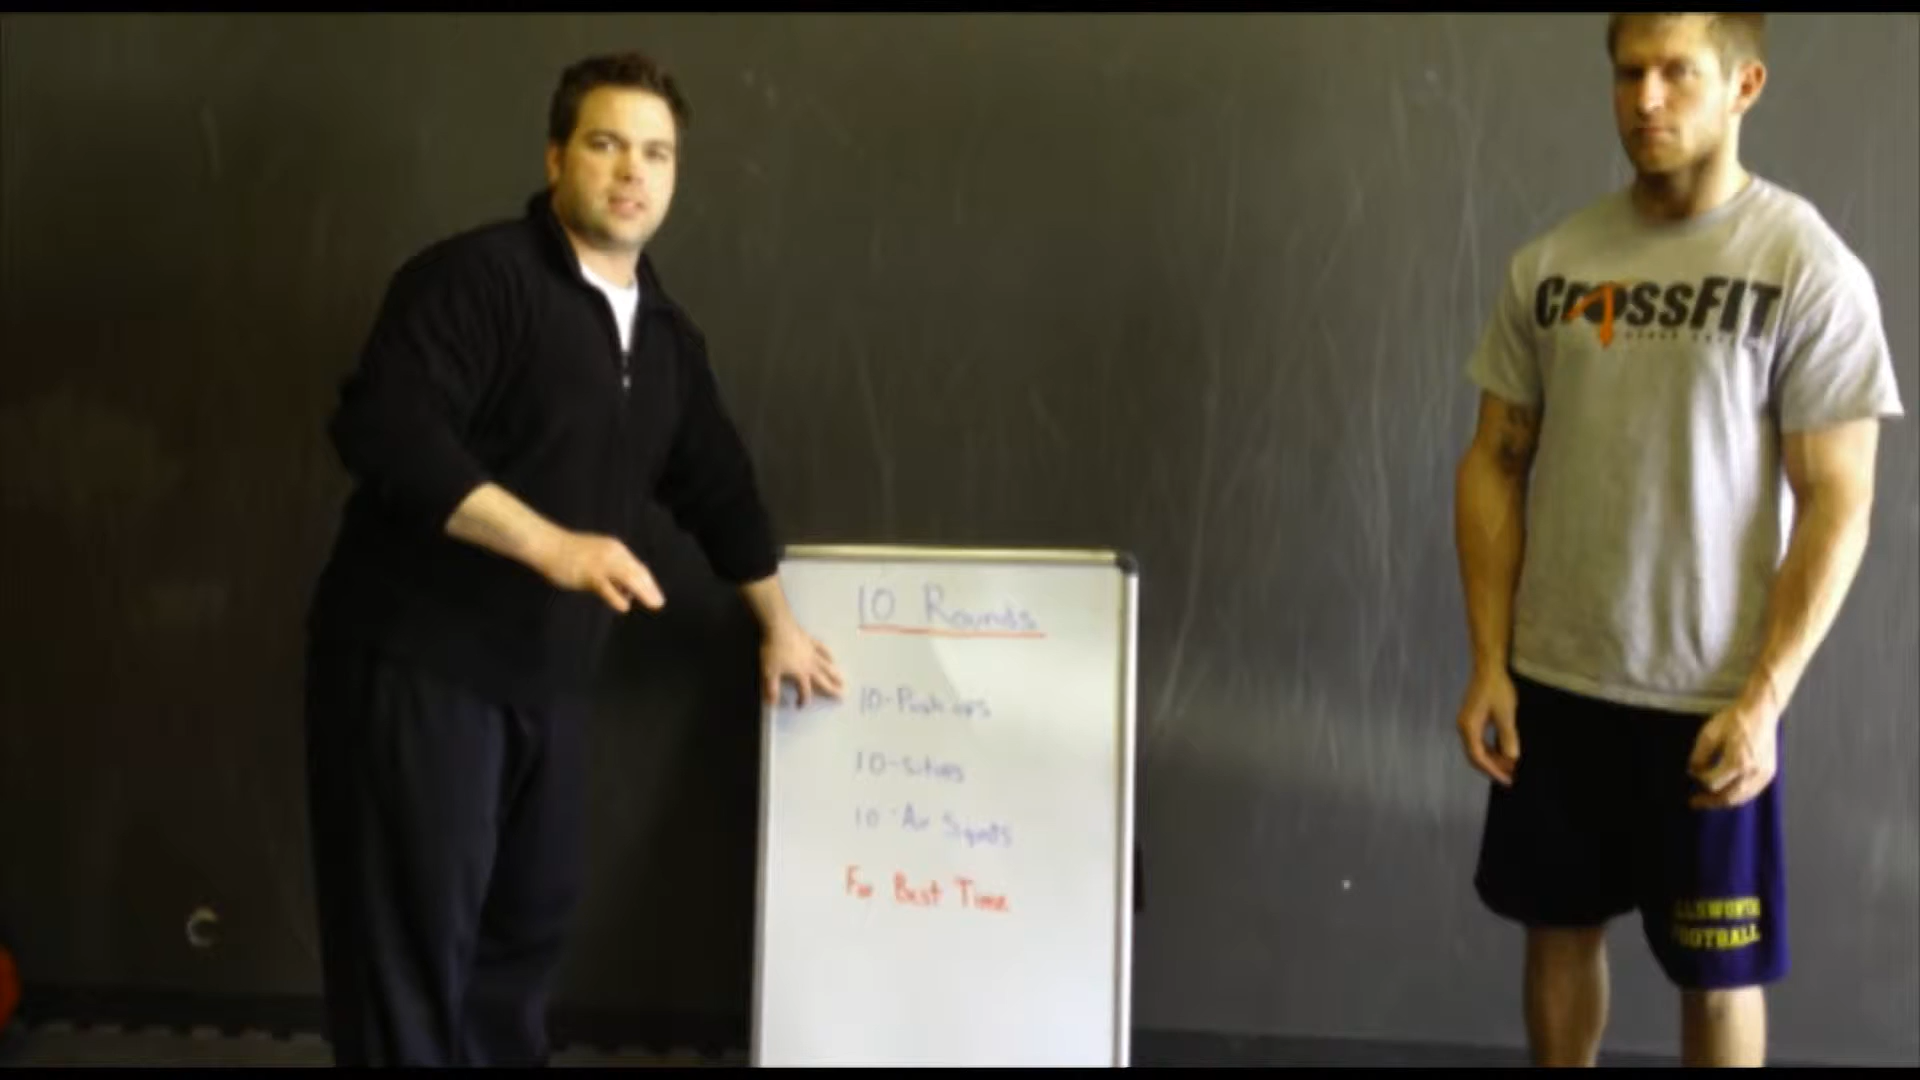 CrossFIT
10 Rounds
10-Push ups
10-situps
10-Air Squats
For Best Time
FOOTBALL